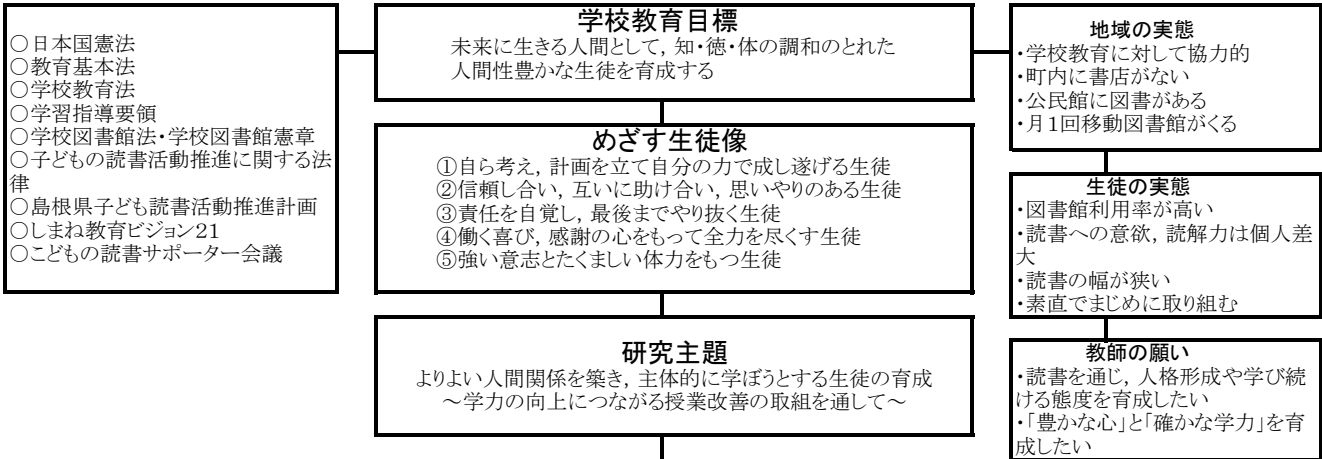 ○日本国憲法
○教育基本法
○学校教育法
○学習指導要領
○学校図書館法・学校図書館憲章
○子どもの読書活動推進に関する法
律
○島根県子ども読書活動推進計画
○しまね教育ビジョン21
○こどもの読書サポーター会議
学校教育目標
未来に生きる人間として，知・徳・体の調和のとれた
人間性豊かな生徒を育成する
めざす生徒像
①自ら考え，計画を立て自分の力で成し遂げる生徒
②信頼し合い，互いに助け合い，思いやりのある生徒
③責任を自覚し，最後までやり抜く生徒
④働く喜び，感謝の心をもって全力を尽くす生徒
⑤強い意志とたくましい体力をもつ生徒
研究主題
よりよい人間関係を築き，主体的に学ぼうとする生徒の育成
～学力の向上につながる授業改善の取組を通して～
地域の実態
・学校教育に対して協力的
・町内に書店がない
・公民館に図書がある
・月1回移動図書館がくる
生徒の実態
・図書館利用率が高い
・読書への意欲，読解力は個人差
大
・読書の幅が狭い
・素直でまじめに取り組む
教師の願い
・読書を通じ，人格形成や学び続
ける態度を育成したい
・「豊かな心」と「確かな学力」を育
成したい